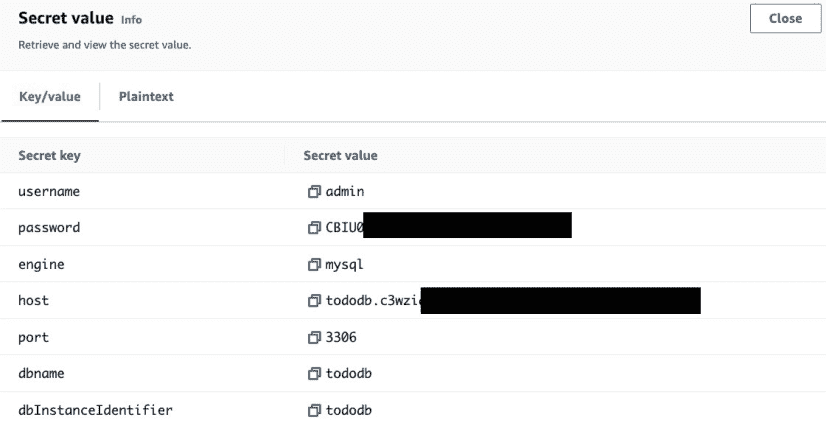 Secret value Info
Close
Retrieve and view the secret value.
Key/value Plaintext
Secret key Secret value
username admin
password CBIU0
engine mysql
host tododb.c3wzi
port 3306
dbname tododb
dbInstanceIdentifier tododb